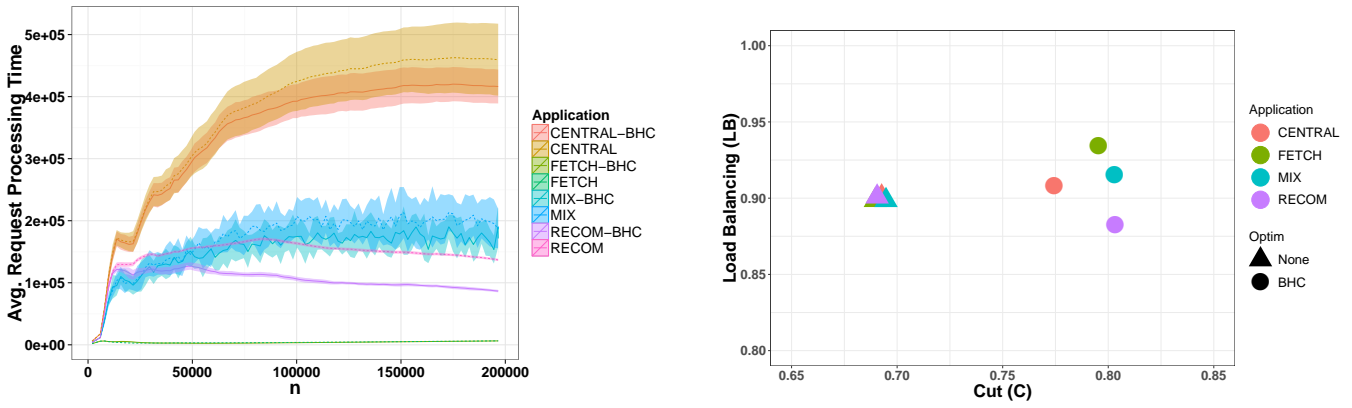 Avg. Request Processing Time
5e+05
4e+05
3e+05
2e+05
1e+05
0e+00
0
50000
100000
150000
200000
n
Application
CENTRAL-BHC
CENTRAL
FETCH-BHC
FETCH
MIX-BHC
MIX
RECOM-BHC
RECOM
Load Balancing (LB)
1.00
0.95
0.90
0.85
0.80
0.65
0.70
0.75
0.80
0.85
Cut (C)
Application
CENTRAL
FETCH
MIX
RECOM
Optim
None
BHC